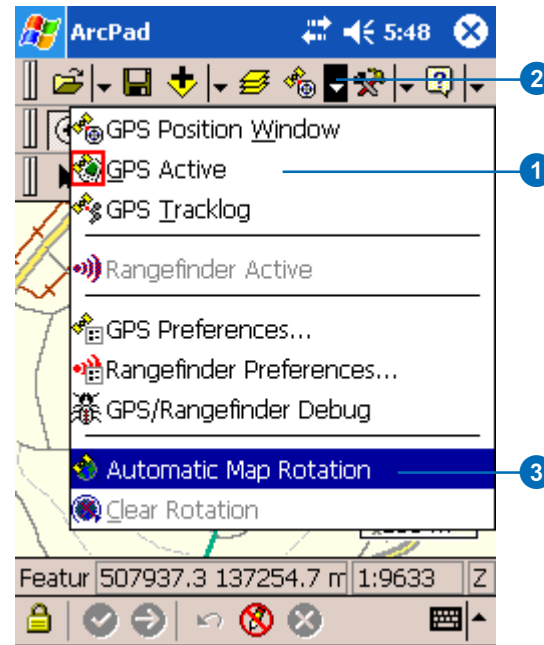 ArcPad 5:48
2
GPS Position Window
GPS Active
1
GPS Tracklog
Rangefinder Active
GPS Preferences...
Rangefinder Preferences...
GPS/Rangefinder Debug
Automatic Map Rotation
3
Clear Rotation
Featur 507937.3 137254.7 m 1:9633 Z